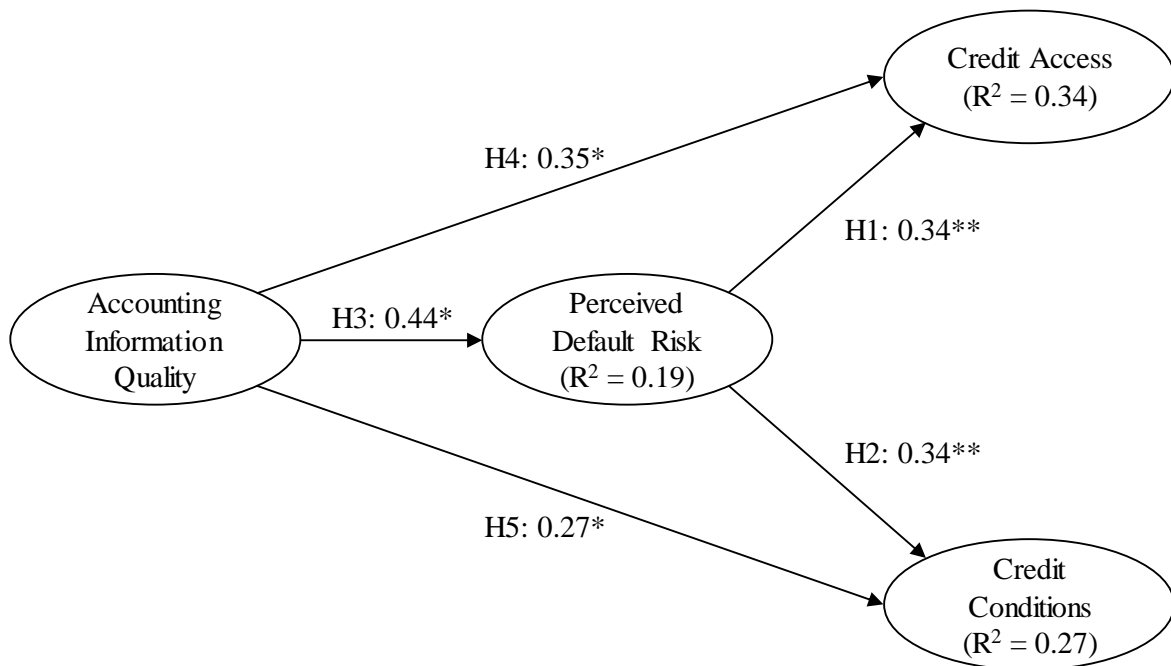 Credit Access
(R² = 0.34)
H4: 0.35*
H1: 0.34**
Accounting
Information
Quality
H3: 0.44*
Perceived
Default Risk
(R² = 0.19)
H2: 0.34**
H5: 0.27*
Credit
Conditions
(R² = 0.27)